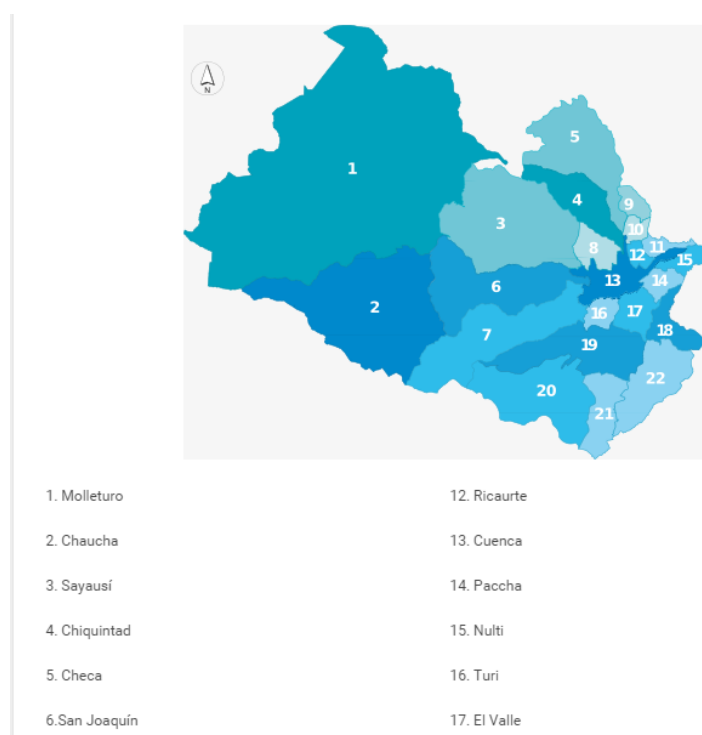 N
1
5
4
9
3
10
8
11
12
15
13
6
14
2
16
17
7
18
19
22
20
21
1. Molleturo
12. Ricaurte
2. Chaucha
13. Cuenca
3. Sayausí
14. Paccha
4. Chiquintad
15. Nulti
5. Checa
16. Turi
6.San Joaquín
17. El Valle